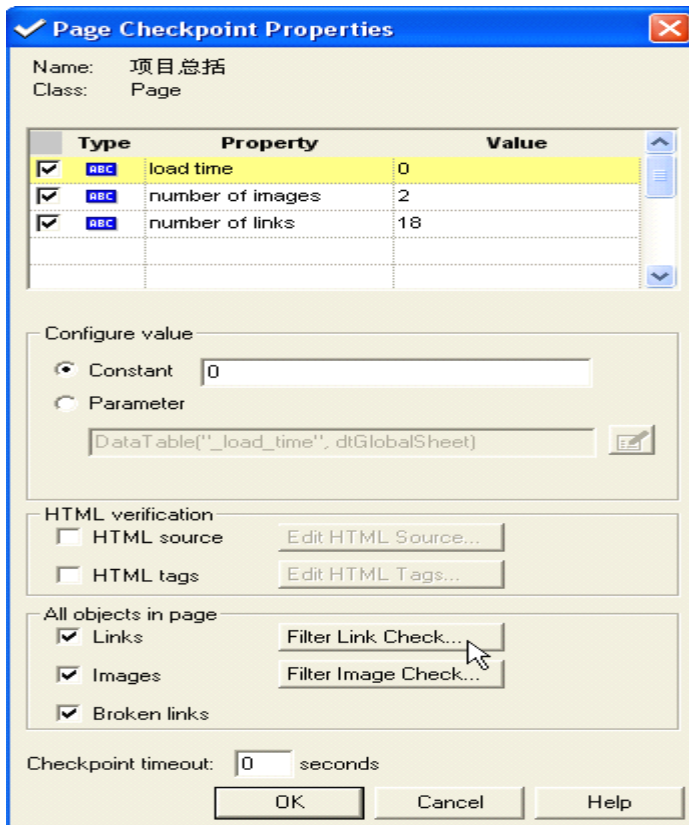 Page Checkpoint Properties
Name: 项目总括
Class: Page
Type Property Value
ABC load time 0
ABC number of images 2
ABC number of links 18
Configure value
Constant 0
Parameter
DataTable("_load_time", dtGlobalSheet)
HTML verification
HTML source Edit HTML Source...
HTML tags Edit HTML Tags...
All objects in page
Links Filter Link Check...
Images Filter Image Check...
Broken links
Checkpoint timeout: 0 seconds
OK Cancel Help